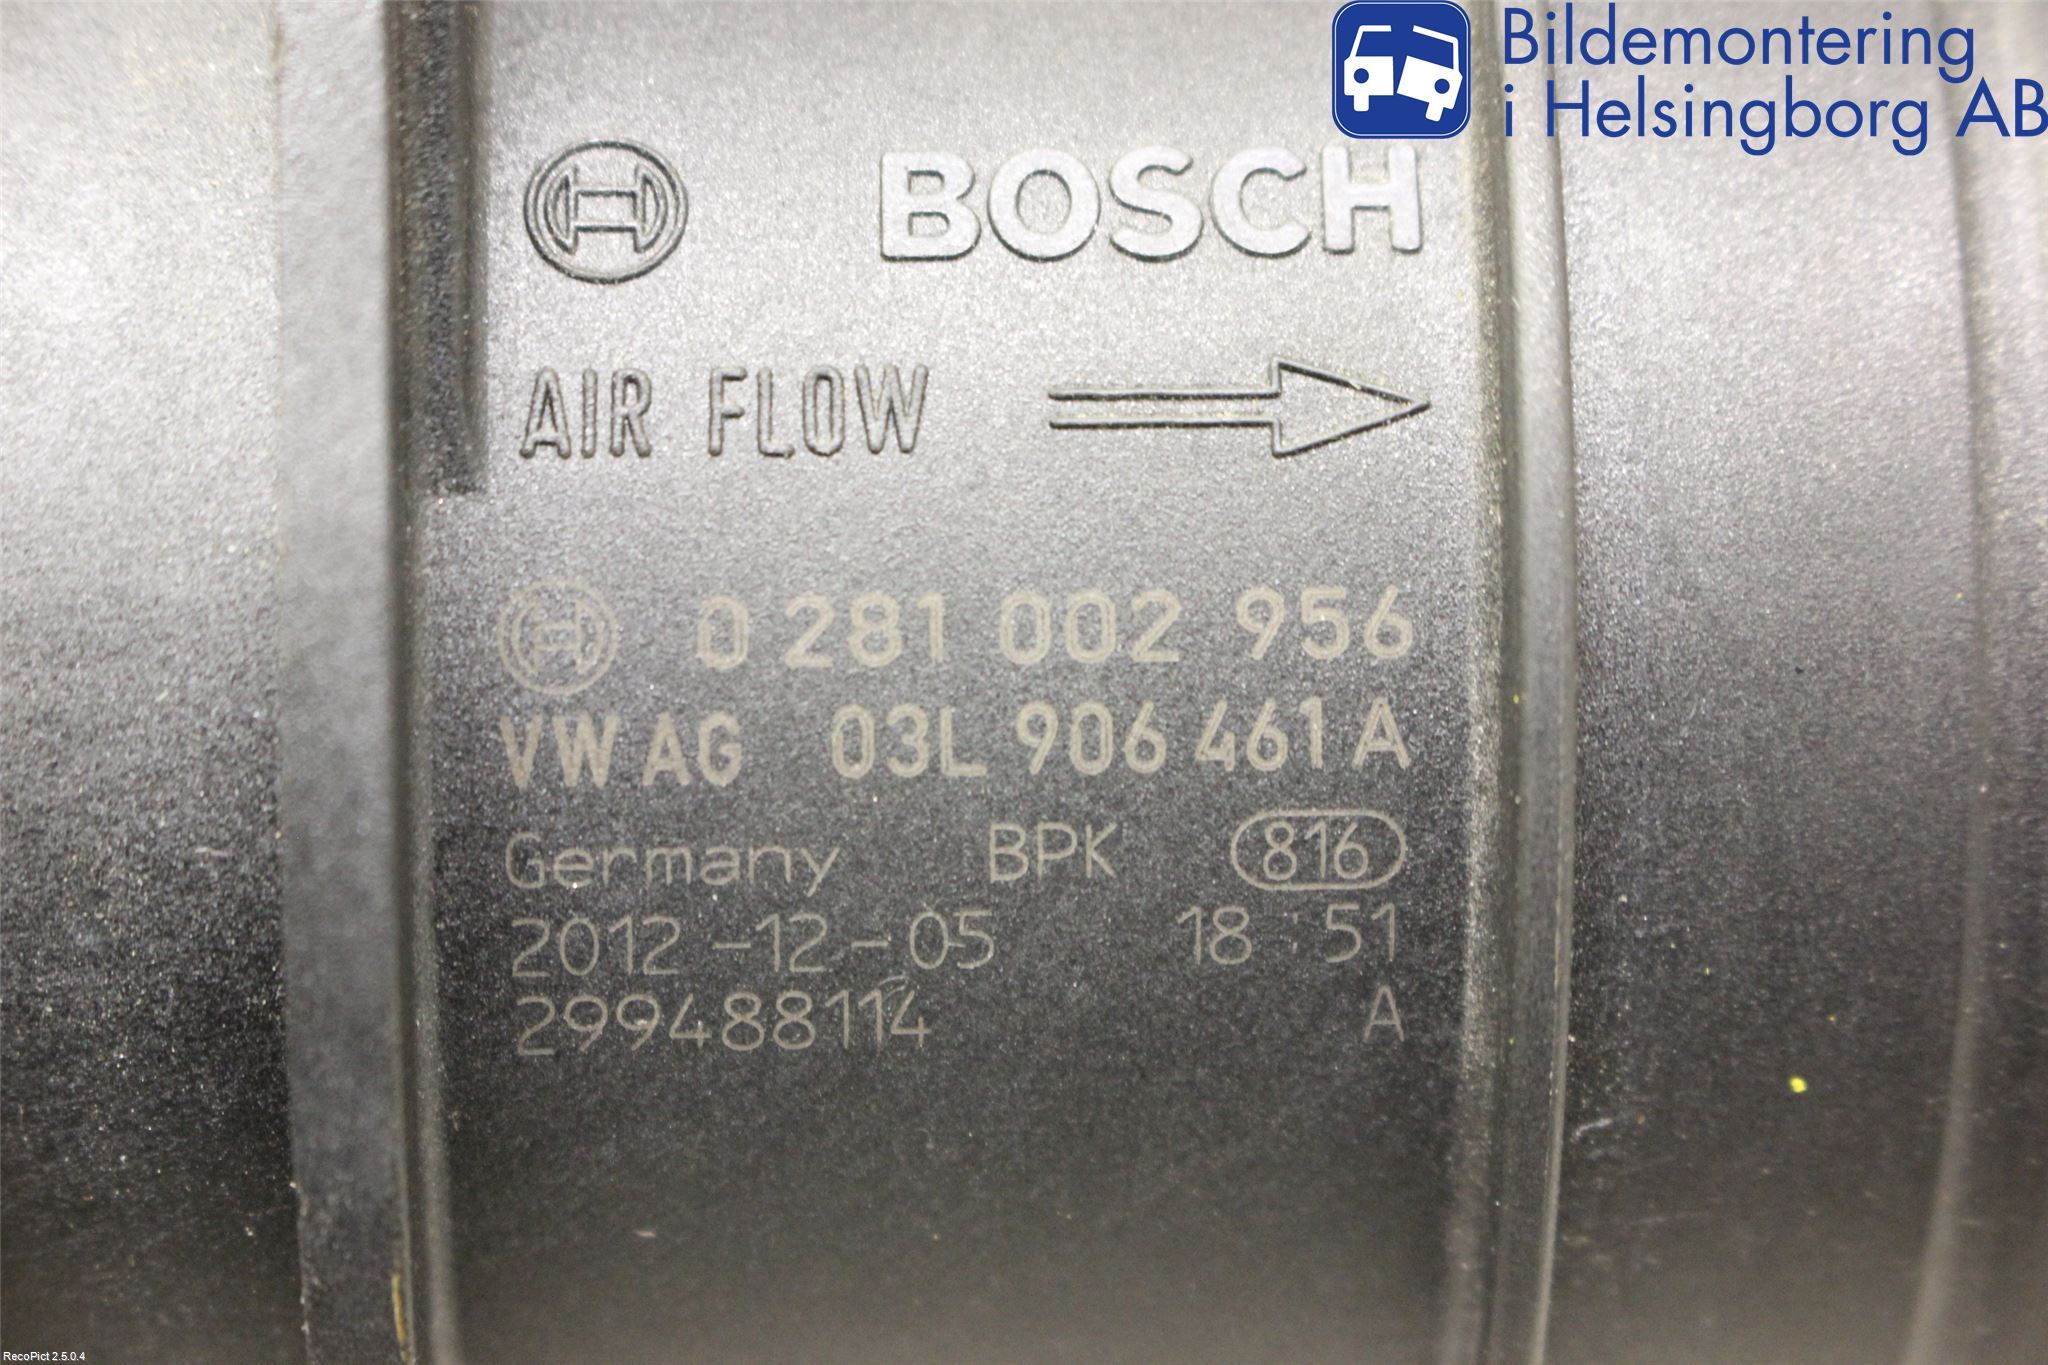 Bildemontering
i Helsingborg AB
BOSCH
AIR FLOW
0 281 002 956
VW AG 03L 906 461 A
Germany BPK 816
2012-12-05 18:51
299488114 A
RecoPict 2.5.0.4